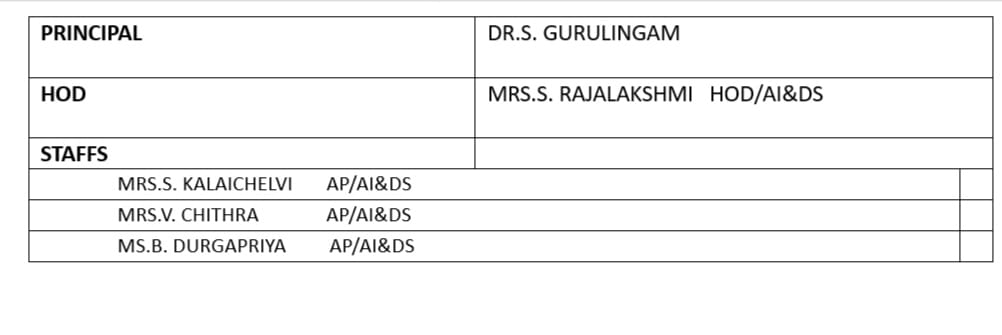 PRINCIPAL DR.S. GURULINGAM
HOD MRS.S. RAJALAKSHMI HOD/AI&DS
STAFFS
MRS.S. KALAICHELVI AP/AI&DS
MRS.V. CHITHRA AP/AI&DS
MS.B. DURGAPRIYA AP/AI&DS